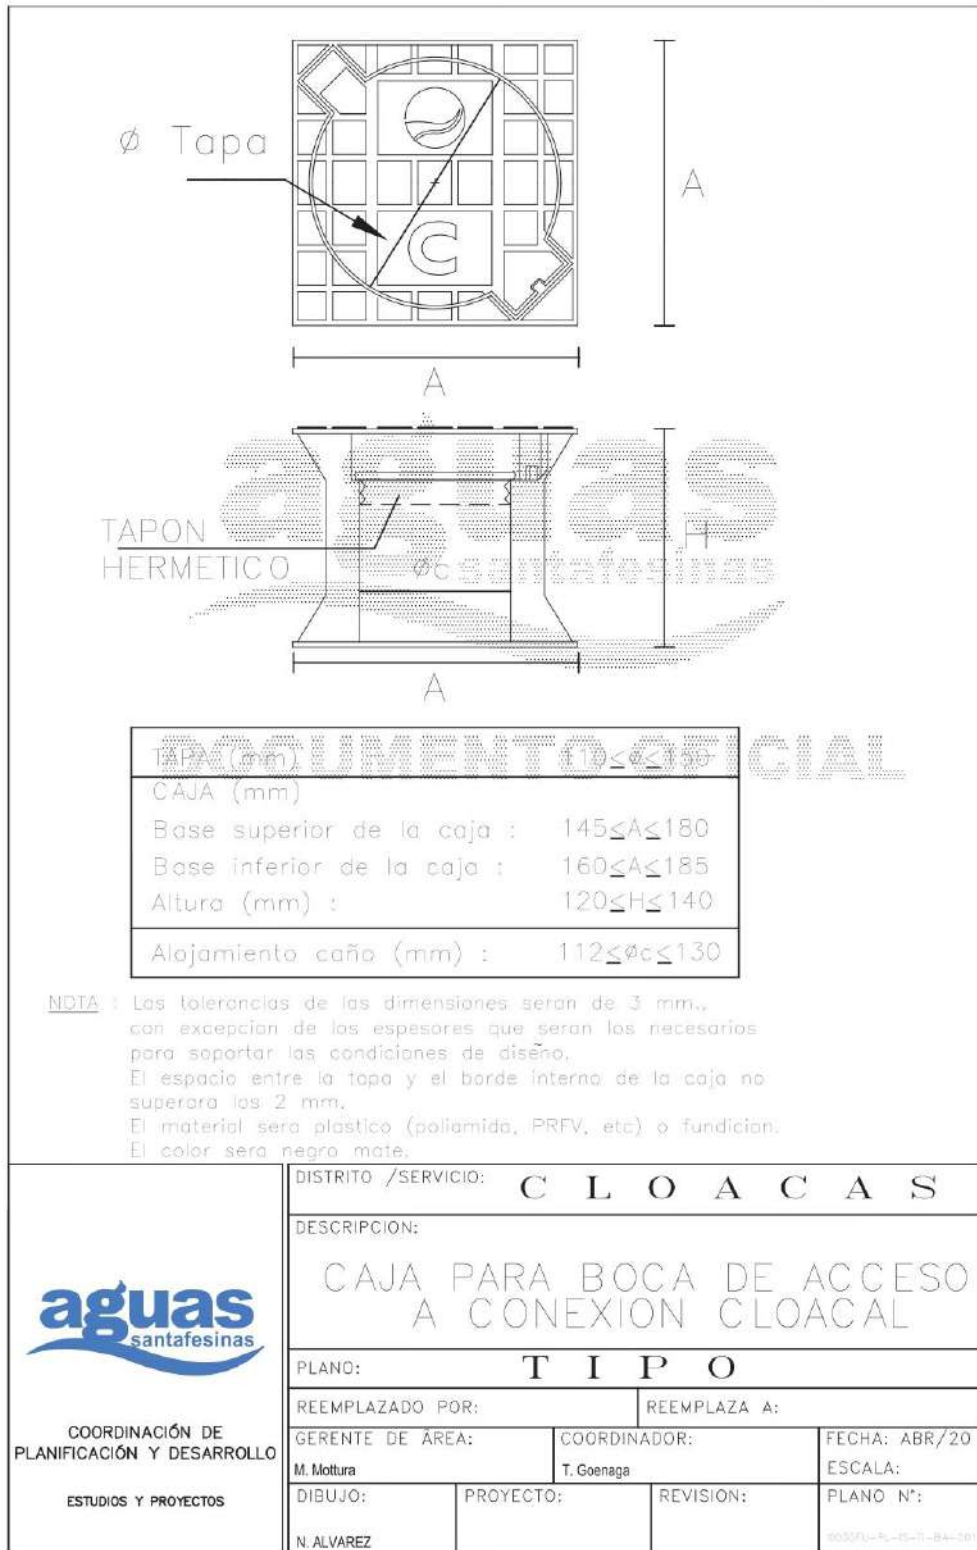 ø Tapa
A
C
A
TAPON
HERMETICO
øc
H
aguas
santafesinas
A
DOCUMENTO OFICIAL
TAPA (mm) 110≤ø≤150
CAJA (mm)
Base superior de la caja : 145≤A≤180
Base inferior de la caja : 160≤A≤185
Altura (mm) : 120≤H≤140
Alojamiento caño (mm) : 112≤øc≤130
NOTA : Las tolerancias de las dimensiones seran de 3 mm.,
con excepcion de los espesores que seran los necesarios
para soportar las condiciones de diseño.
El espacio entre la tapa y el borde interno de la caja no
superara los 2 mm.
El material sera plastico (poliamida, PRFV, etc) o fundicion.
El color sera negro mate.
DISTRITO /SERVICIO: CLOACAS
DESCRIPCION:
CAJA PARA BOCA DE ACCESO
A CONEXION CLOACAL
aguas
santafesinas
PLANO: TIPO
REEMPLAZADO POR: REEMPLAZA A:
COORDINACIÓN DE
PLANIFICACIÓN Y DESARROLLO
ESTUDIOS Y PROYECTOS
GERENTE DE ÁREA: COORDINADOR: FECHA: ABR/20
M. Mottura T. Goenaga ESCALA:
DIBUJO: PROYECTO: REVISION: PLANO N°:
N. ALVAREZ